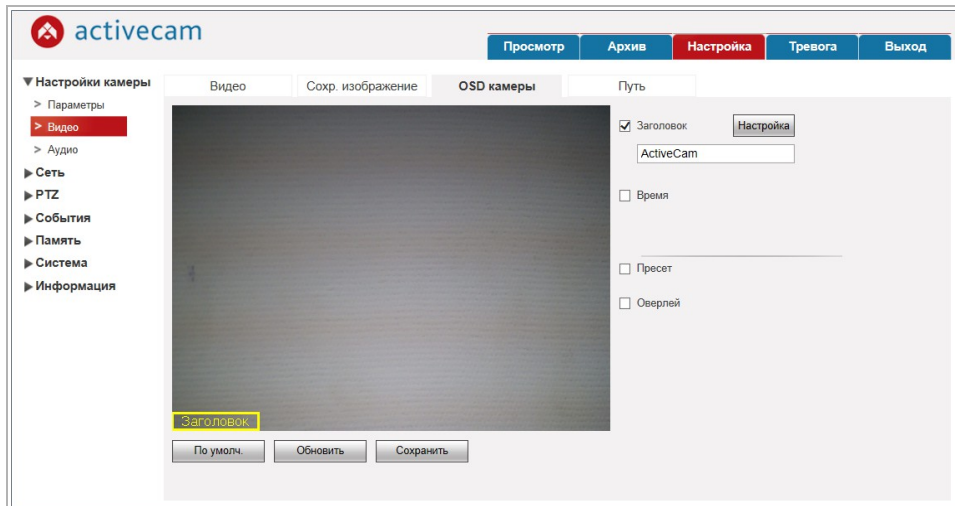 activecam
Просмотр Архив Настройка Тревога Выход
Настройки камеры
> Параметры
> Видео
> Аудио
Сеть
PTZ
События
Память
Система
Информация
Видео Сохр. изображение OSD камеры Путь
Заголовок Настройка
ActiveCam
Время
Пресет
Оверлей
Заголовок
По умолч. Обновить Сохранить